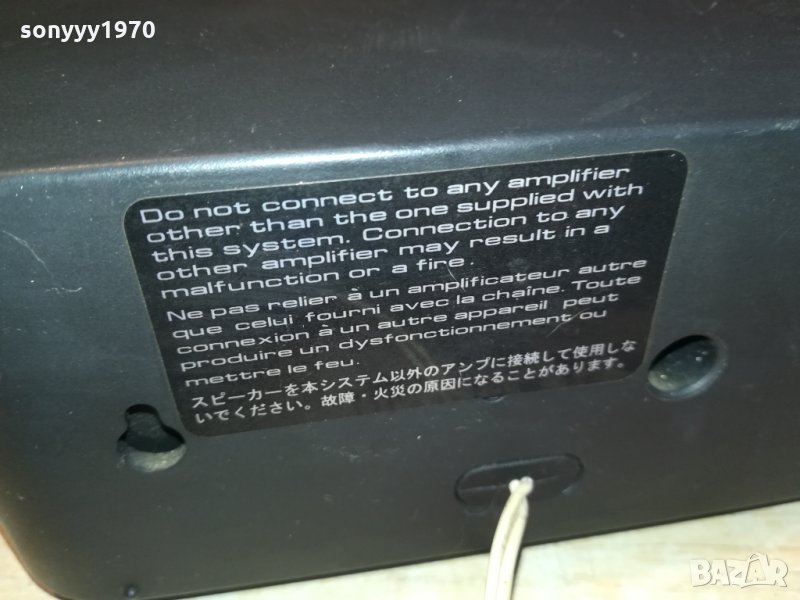 sonyyy1970
Do not connect to any amplifier
other than the one supplied with
this system. Connection to any
other amplifier may result in a
malfunction or a fire.
Ne pas relier à un amplificateur autre
que celui fourni avec la chaîne. Toute
connexion à un autre appareil peut
produire un dysfonctionnement ou
mettre le feu.
スピーカーを本システム以外のアンプに接続して使用しな
いでください。故障・火災の原因になることがあります。
BAZAR